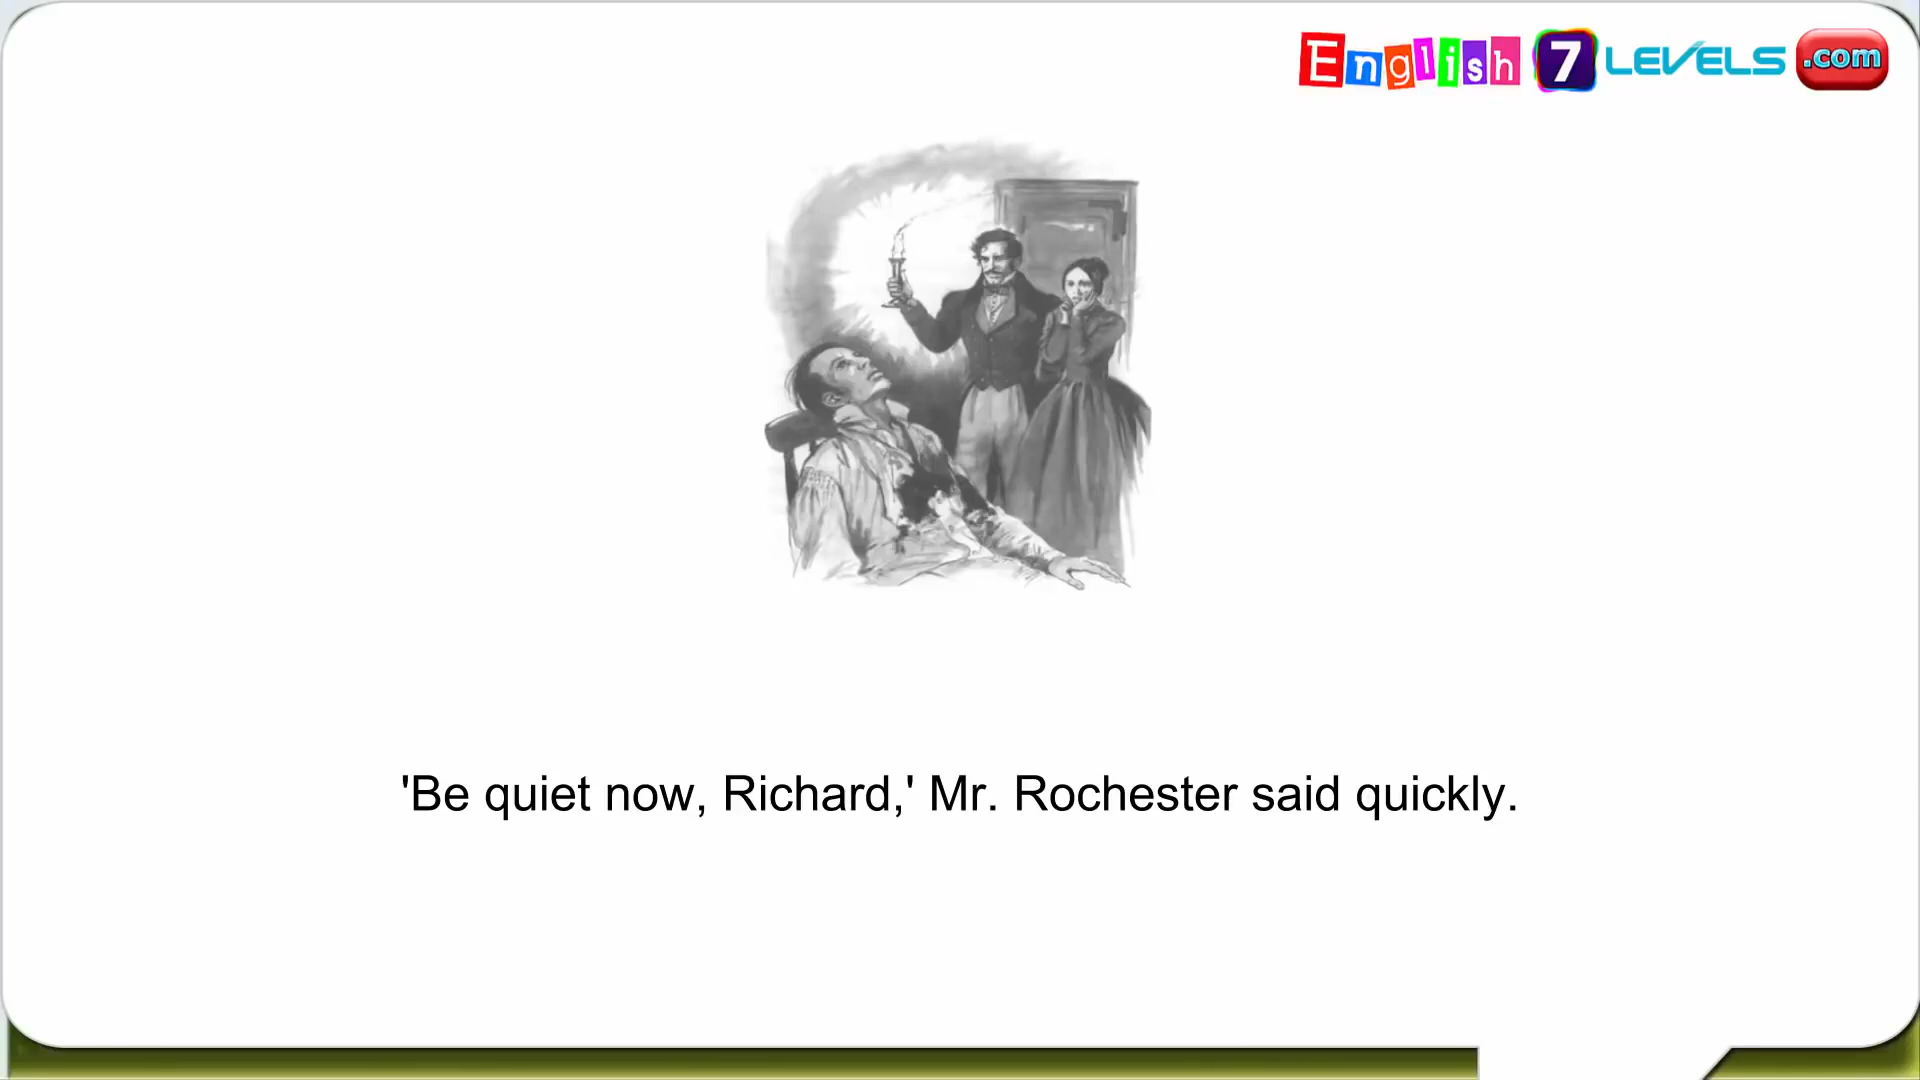 English 7 LEVELS .com
'Be quiet now, Richard,' Mr. Rochester said quickly.